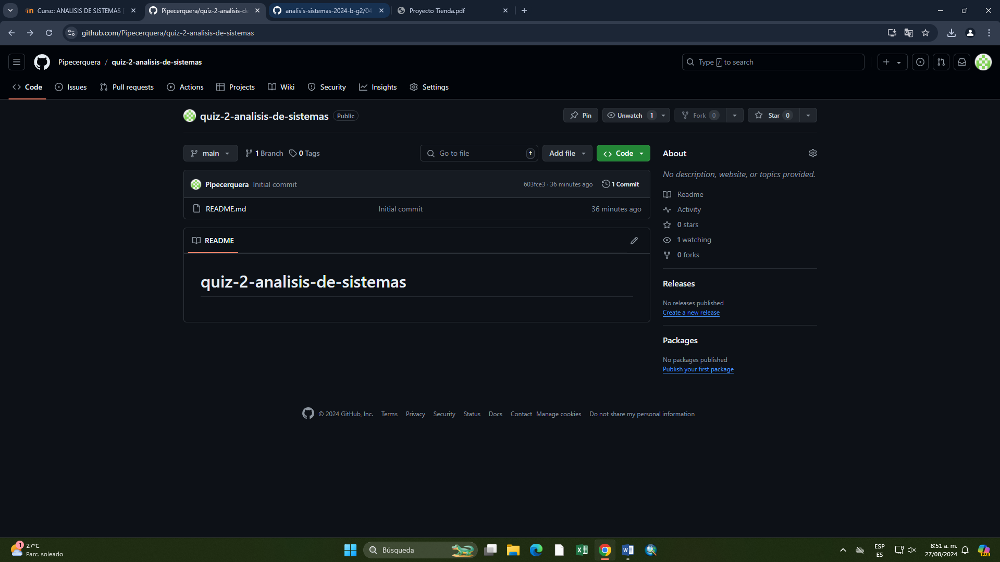 Curso: ANALISIS DE SISTEMAS
Pipecerquera/quiz-2-analisis-de
analisis-sistemas-2024-b-g2/04
Proyecto Tienda.pdf
github.com/Pipecerquera/quiz-2-analisis-de-sistemas
Pipecerquera / quiz-2-analisis-de-sistemas
Type / to search
Code
Issues
Pull requests
Actions
Projects
Wiki
Security
Insights
Settings
quiz-2-analisis-de-sistemas
Public
Pin
Unwatch 1
Fork 0
Star 0
main
1 Branch
0 Tags
Go to file
t
Add file
Code
Pipecerquera Initial commit
603fce3 · 36 minutes ago
1 Commit
README.md
Initial commit
36 minutes ago
README
quiz-2-analisis-de-sistemas
About
No description, website, or topics provided.
Readme
Activity
0 stars
1 watching
0 forks
Releases
No releases published
Create a new release
Packages
No packages published
Publish your first package
© 2024 GitHub, Inc.
Terms
Privacy
Security
Status
Docs
Contact
Manage cookies
Do not share my personal information
1
27°C
Parc. soleado
Búsqueda
ESP
ES
8:51 a. m.
27/08/2024
PRE